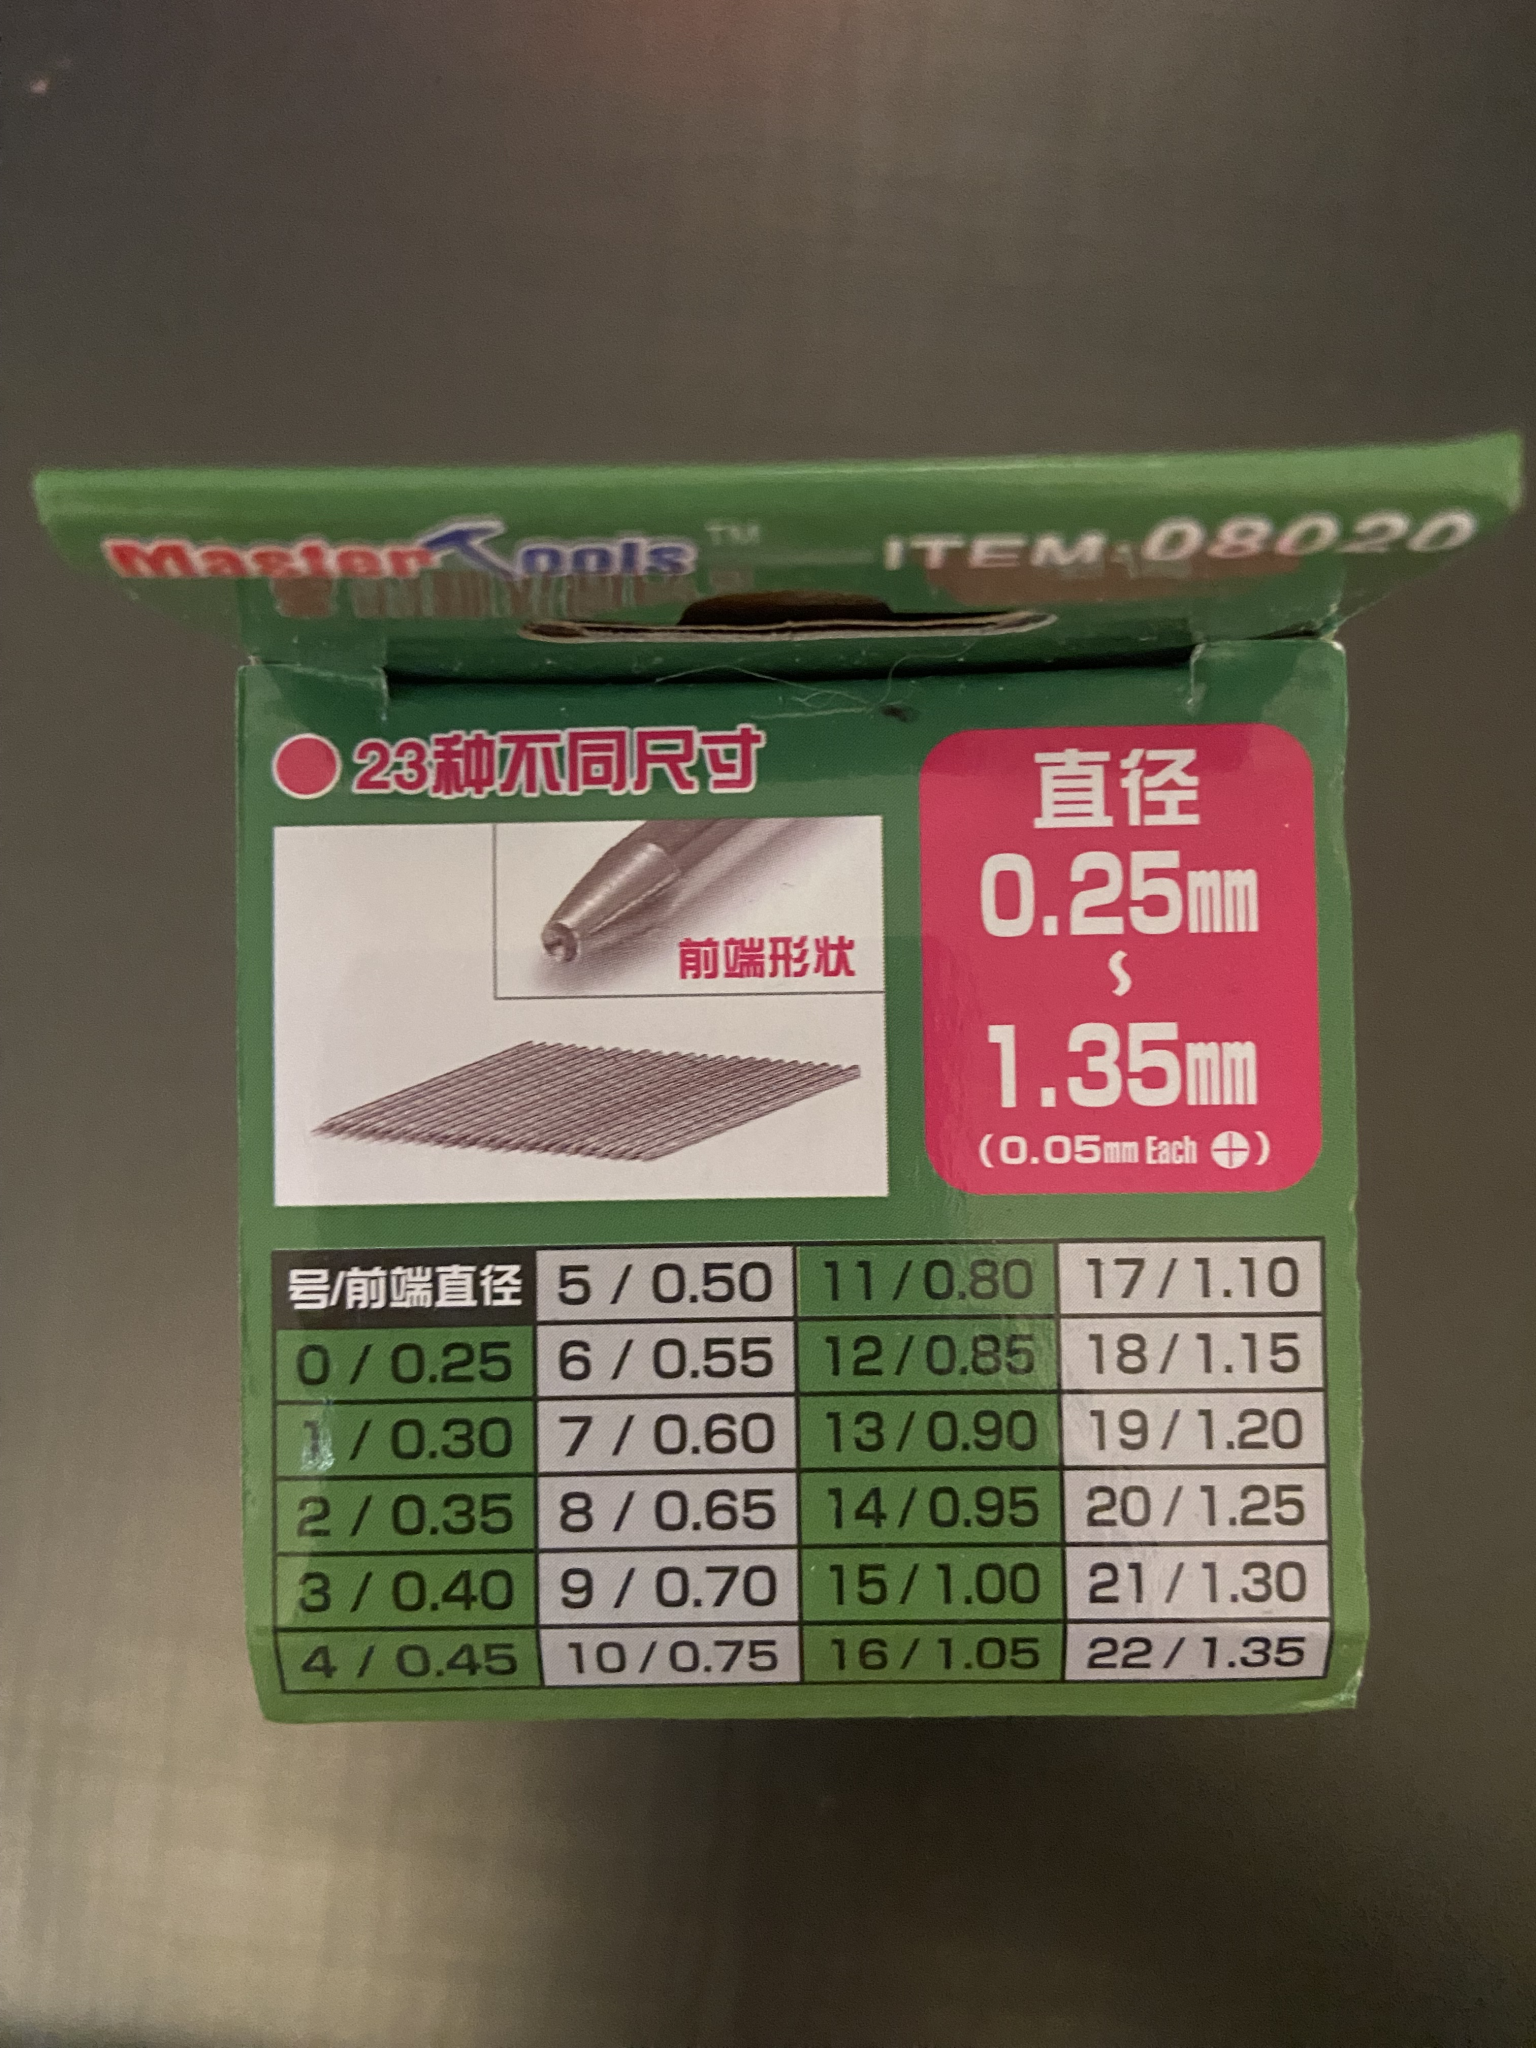 MasterTools™ ITEM:08020
23种不同尺寸
前端形状
直径
0.25mm
~
1.35mm
(0.05mm Each ⊕)
号/前端直径 5 / 0.50 11 / 0.80 17 / 1.10
0 / 0.25 6 / 0.55 12 / 0.85 18 / 1.15
1 / 0.30 7 / 0.60 13 / 0.90 19 / 1.20
2 / 0.35 8 / 0.65 14 / 0.95 20 / 1.25
3 / 0.40 9 / 0.70 15 / 1.00 21 / 1.30
4 / 0.45 10 / 0.75 16 / 1.05 22 / 1.35